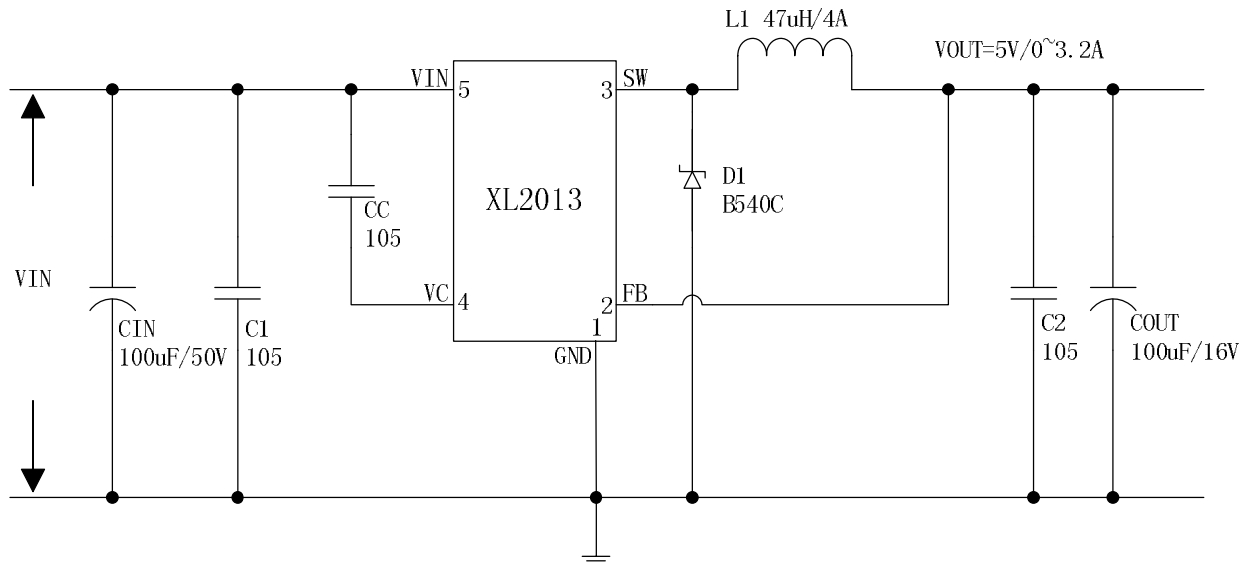 L1 47uH/4A
VOUT=5V/0~3.2A
VIN
5
3
SW
XL2013
CC
105
D1
B540C
VIN
VC
4
2
FB
1
GND
CIN
100uF/50V
C1
105
C2
105
COUT
100uF/16V